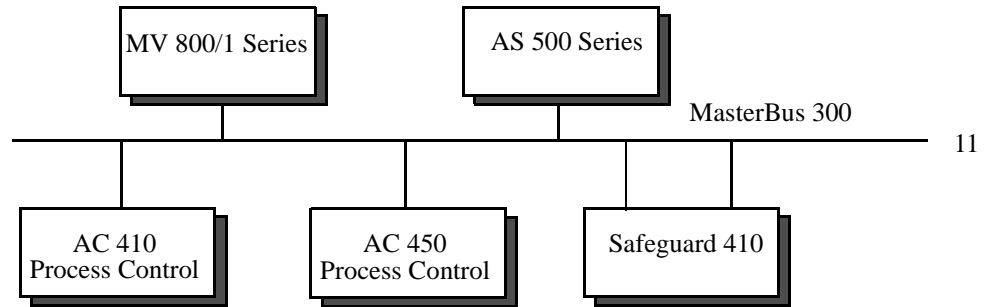 MV 800/1 Series
AS 500 Series
MasterBus 300
11
AC 410
Process Control
AC 450
Process Control
Safeguard 410